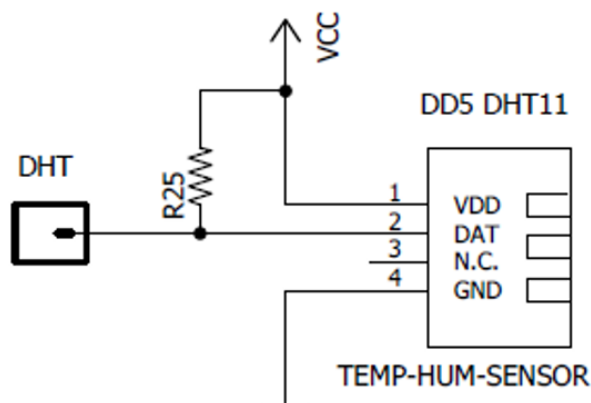 VCC
DD5 DHT11
DHT
R25
1
VDD
2
DAT
3
N.C.
4
GND
TEMP-HUM-SENSOR